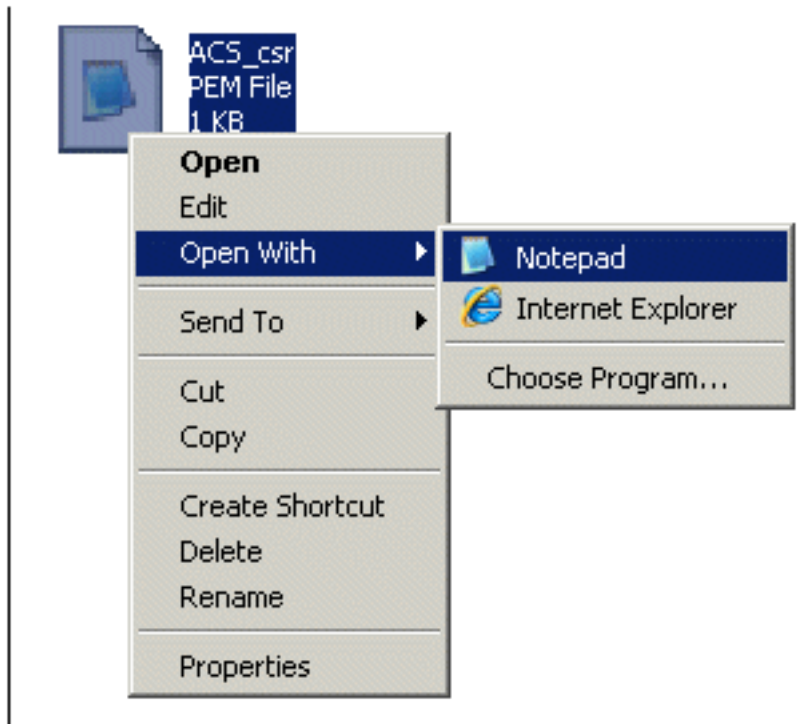 ACS_csr
PEM File
1 KB
Open
Edit
Open With
Notepad
Internet Explorer
Choose Program...
Send To
Cut
Copy
Create Shortcut
Delete
Rename
Properties